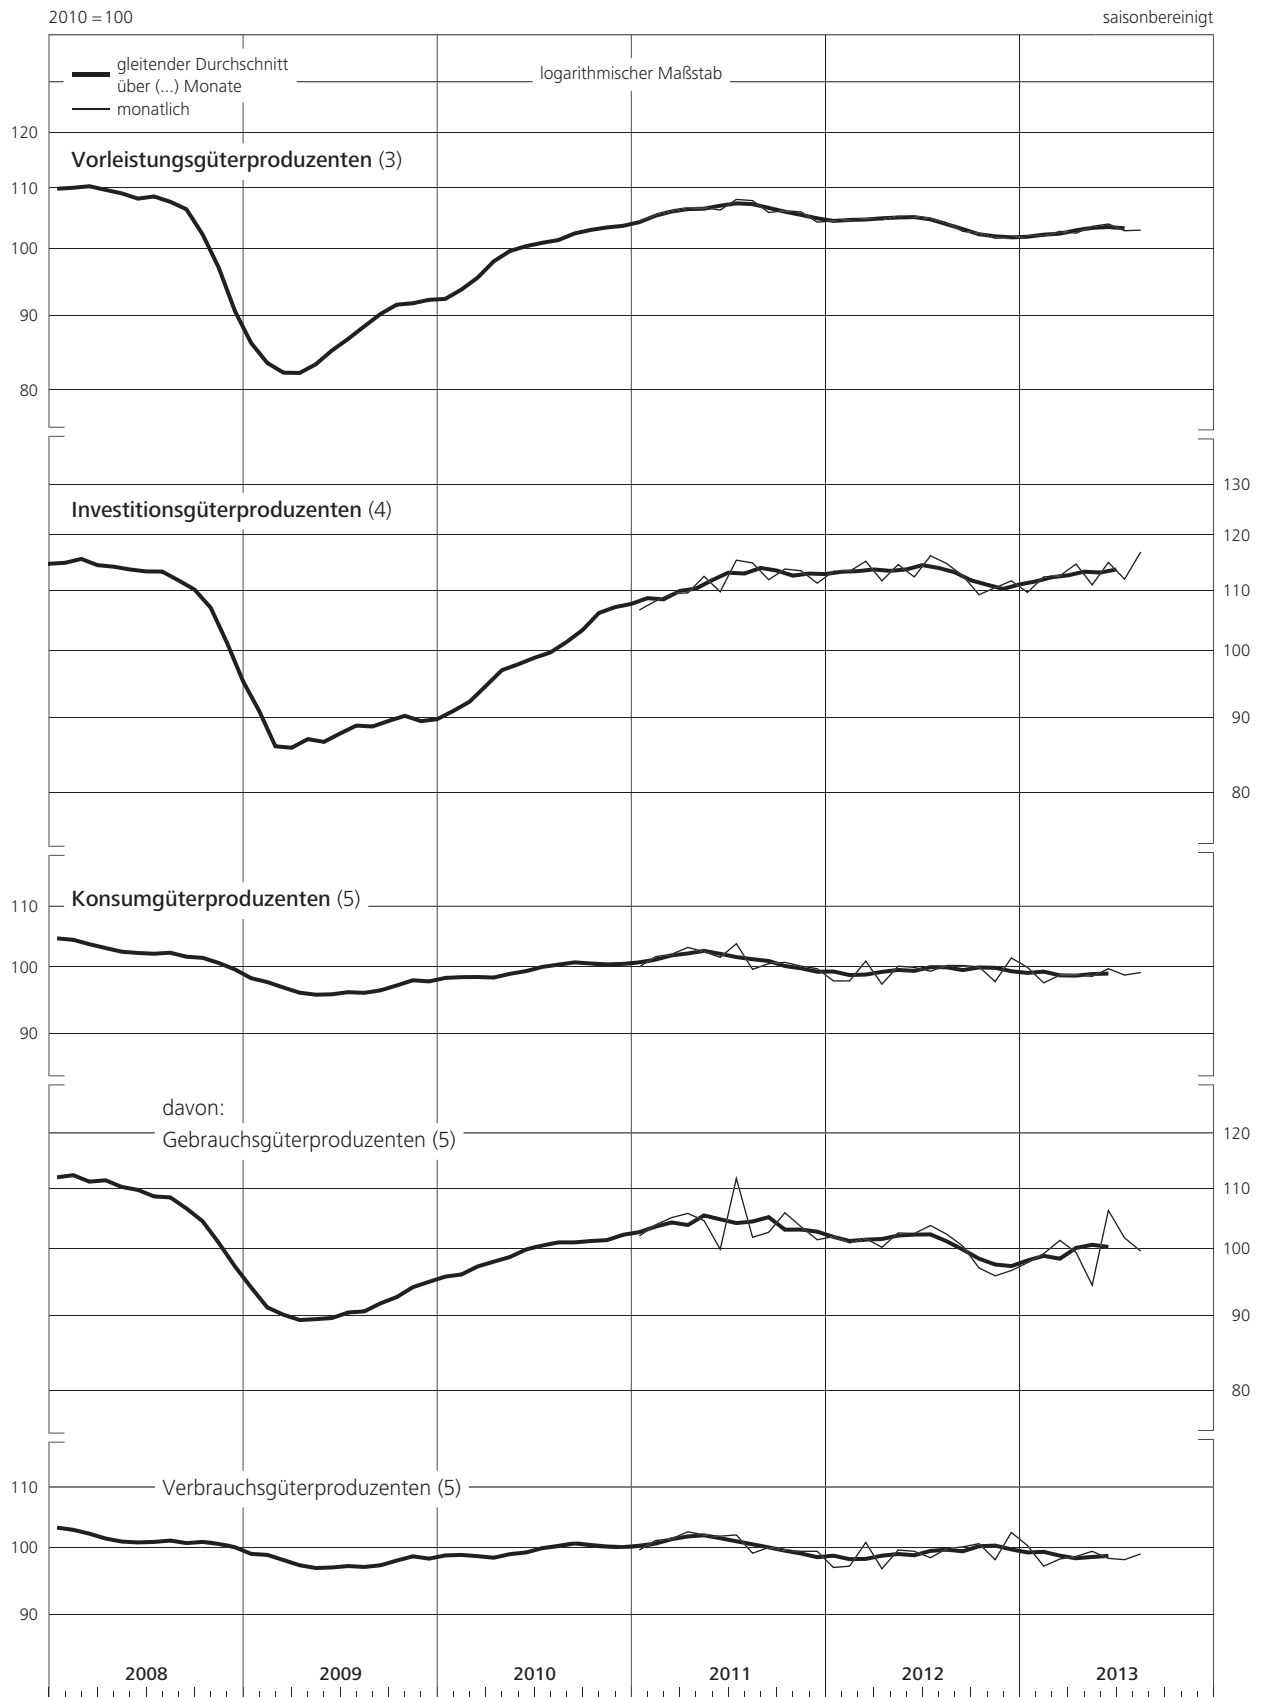 2010 = 100
saisonbereinigt
gleitender Durchschnitt
über (...) Monate
monatlich
logarithmischer Maßstab
120
Vorleistungsgüterproduzenten (3)
110
100
90
80
130
Investitionsgüterproduzenten (4)
120
110
100
90
80
Konsumgüterproduzenten (5)
110
100
90
davon:
Gebrauchsgüterproduzenten (5)
120
110
100
90
80
Verbrauchsgüterproduzenten (5)
110
100
90
2008 2009 2010 2011 2012 2013